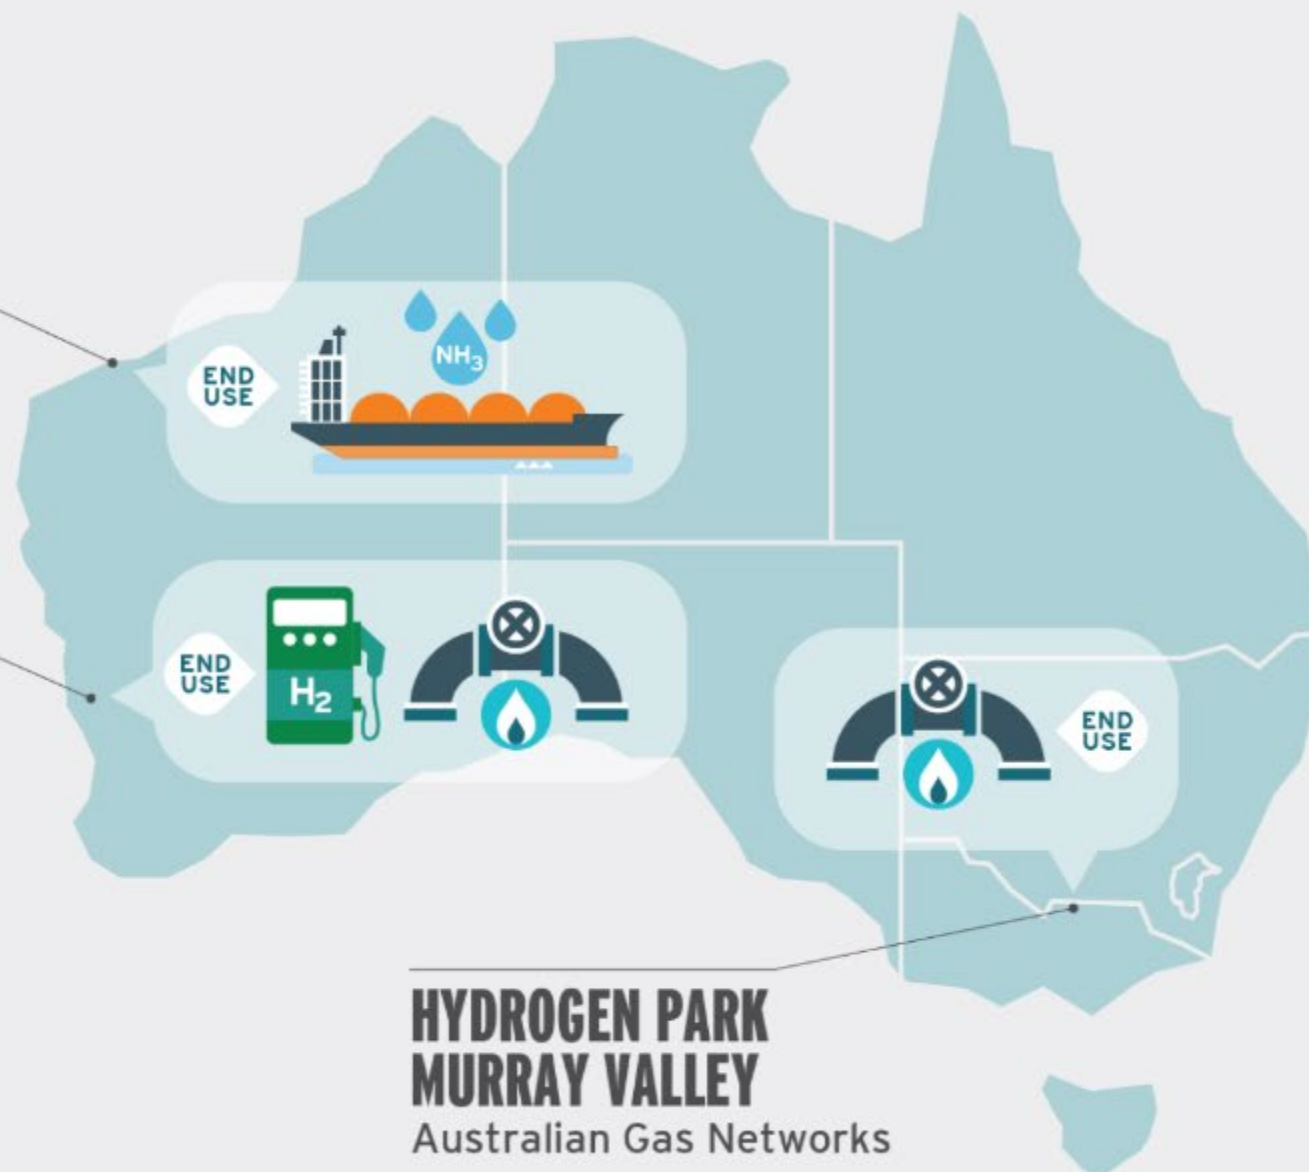 NH₃
END
USE
END
USE
H₂
END
USE
HYDROGEN PARK
MURRAY VALLEY
Australian Gas Networks